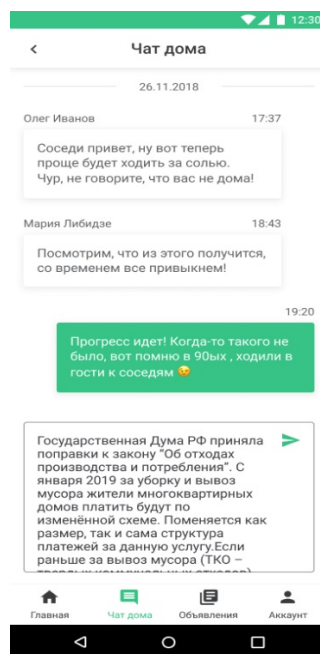 12:30
Чат дома
26.11.2018
Олег Иванов 17:37
Соседи привет, ну вот теперь
проще будет ходить за солью.
Чур, не говорите, что вас не дома!
Мария Либидзе 18:43
Посмотрим, что из этого получится,
со временем все привыкнем!
19:20
Прогресс идет! Когда-то такого не
было, вот помню в 90ых , ходили в
гости к соседям 😉
Государственная Дума РФ приняла
поправки к закону "Об отходах
производства и потребления". С
января 2019 за уборку и вывоз
мусора жители многоквартирных
домов платить будут по
изменённой схеме. Поменяется как
размер, так и сама структура
платежей за данную услугу.Если
раньше за вывоз мусора (ТКО –
твердых коммунальных отходов)
Главная Чат дома Объявления Аккаунт